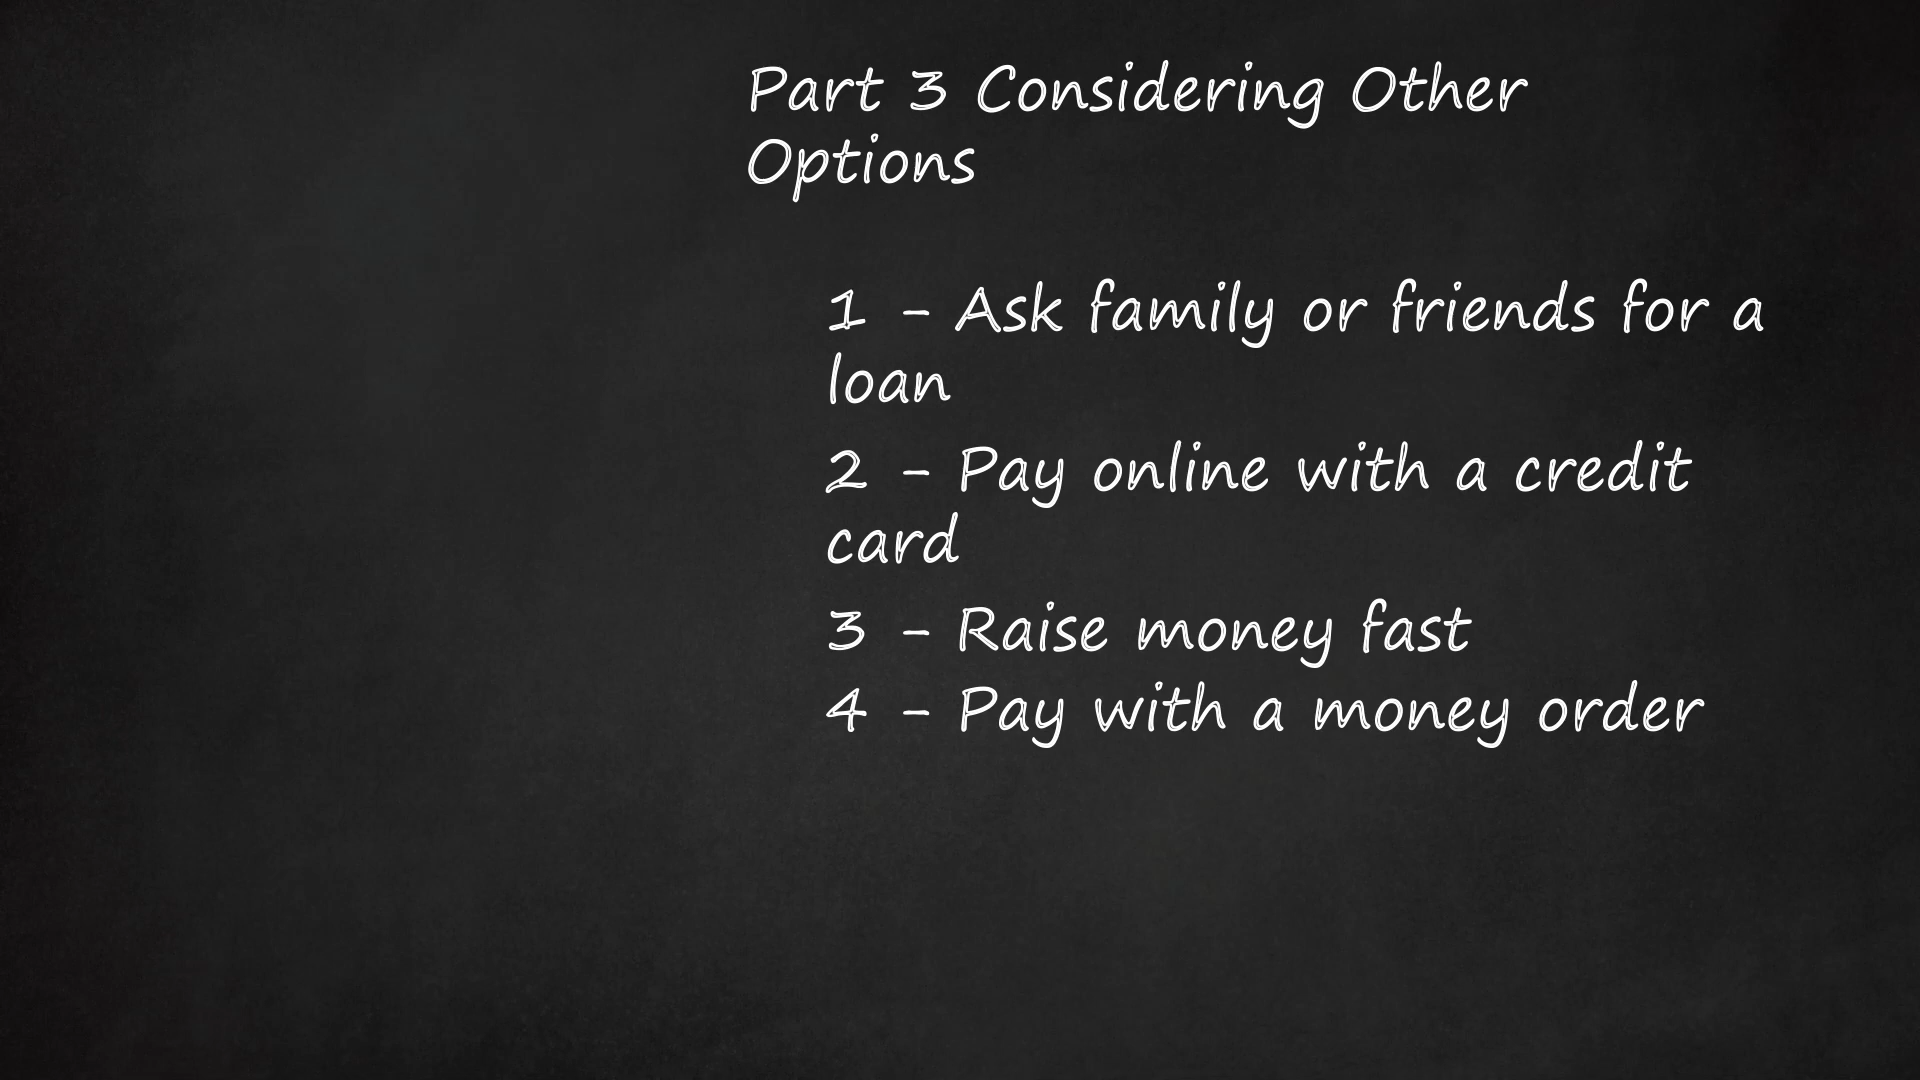 Part 3 Considering Other
Options
1 - Ask family or friends for a
loan
2 - Pay online with a credit
card
3 - Raise money fast
4 - Pay with a money order